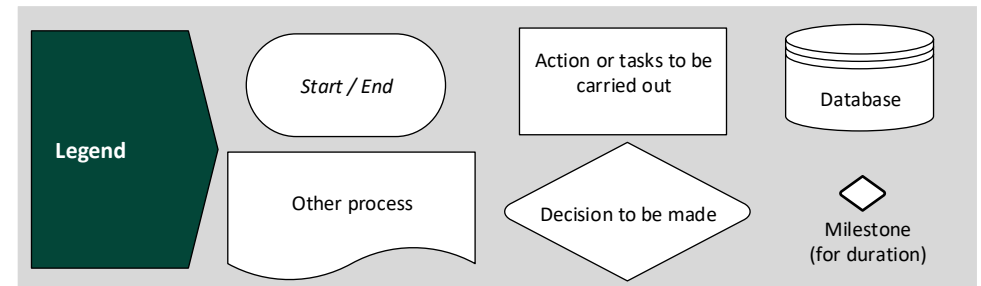 Legend
Start / End
Action or tasks to be
carried out
Database
Other process
Decision to be made
Milestone
(for duration)